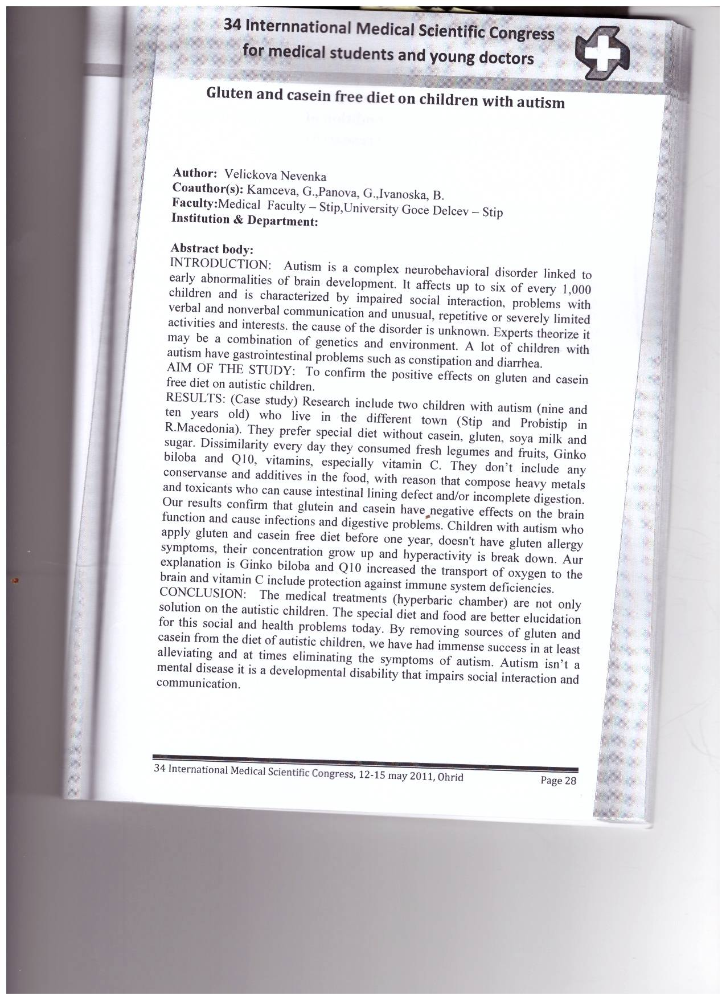 34 Internnational Medical Scientific Congress
for medical students and young doctors
Gluten and casein free diet on children with autism
Author: Velickova Nevenka
Coauthor(s): Kamceva, G.,Panova, G.,Ivanoska, B.
Faculty:Medical Faculty – Stip,University Goce Delcev – Stip
Institution & Department:
Abstract body:
INTRODUCTION: Autism is a complex neurobehavioral disorder linked to
early abnormalities of brain development. It affects up to six of every 1,000
children and is characterized by impaired social interaction, problems with
verbal and nonverbal communication and unusual, repetitive or severely limited
activities and interests. the cause of the disorder is unknown. Experts theorize it
may be a combination of genetics and environment. A lot of children with
autism have gastrointestinal problems such as constipation and diarrhea.
AIM OF THE STUDY: To confirm the positive effects on gluten and casein
free diet on autistic children.
RESULTS: (Case study) Research include two children with autism (nine and
ten years old) who live in the different town (Stip and Probistip in
R.Macedonia). They prefer special diet without casein, gluten, soya milk and
sugar. Dissimilarity every day they consumed fresh legumes and fruits, Ginko
biloba and Q10, vitamins, especially vitamin C. They don't include any
conservanse and additives in the food, with reason that compose heavy metals
and toxicants who can cause intestinal lining defect and/or incomplete digestion.
Our results confirm that glutein and casein have negative effects on the brain
function and cause infections and digestive problems. Children with autism who
apply gluten and casein free diet before one year, doesn't have gluten allergy
symptoms, their concentration grow up and hyperactivity is break down. Aur
explanation is Ginko biloba and Q10 increased the transport of oxygen to the
brain and vitamin C include protection against immune system deficiencies.
CONCLUSION: The medical treatments (hyperbaric chamber) are not only
solution on the autistic children. The special diet and food are better elucidation
for this social and health problems today. By removing sources of gluten and
casein from the diet of autistic children, we have had immense success in at least
alleviating and at times eliminating the symptoms of autism. Autism isn't a
mental disease it is a developmental disability that impairs social interaction and
communication.
34 International Medical Scientific Congress, 12-15 may 2011, Ohrid Page 28